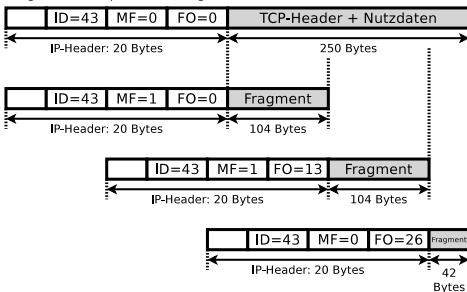 ID=43 MF=0 FO=0 TCP-Header + Nutzdaten
IP-Header: 20 Bytes 250 Bytes
ID=43 MF=1 FO=0 Fragment
IP-Header: 20 Bytes 104 Bytes
ID=43 MF=1 FO=13 Fragment
IP-Header: 20 Bytes 104 Bytes
ID=43 MF=0 FO=26 Fragment
IP-Header: 20 Bytes 42
Bytes